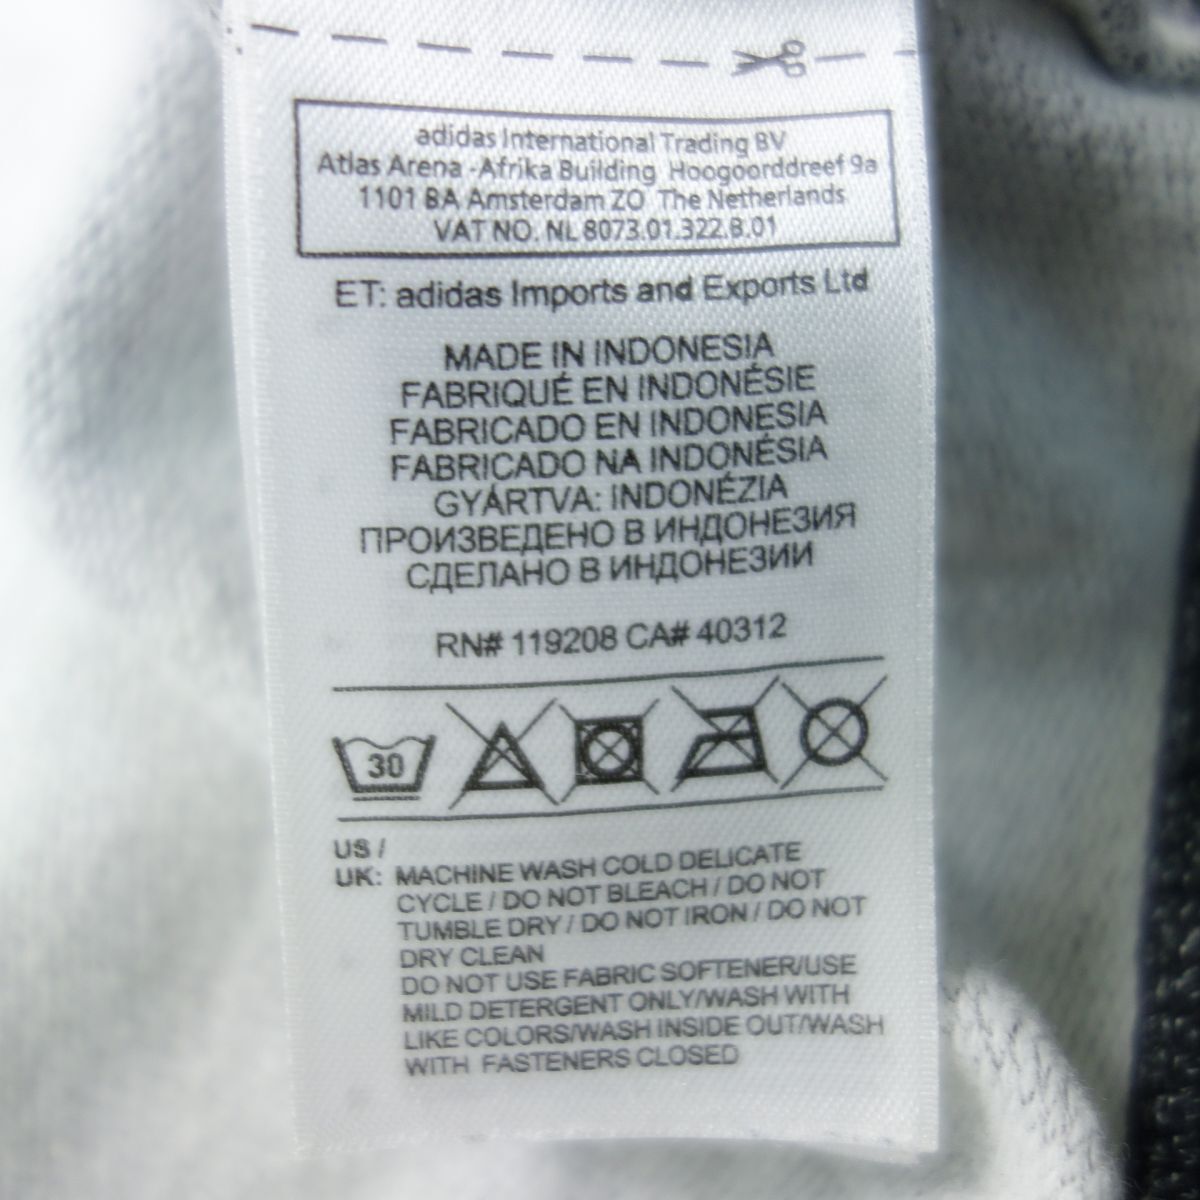 adidas International Trading BV
Atlas Arena -Afrika Building Hoogoorddreef 9a
1101 BA Amsterdam ZO The Netherlands
VAT NO. NL 8073.01.322.B.01
ET: adidas Imports and Exports Ltd
MADE IN INDONESIA
FABRIQUÉ EN INDONÉSIE
FABRICADO EN INDONESIA
FABRICADO NA INDONÉSIA
GYÁRTVA: INDONÉZIA
ПРОИЗВЕДЕНО В ИНДОНЕЗИЯ
СДЕЛАНО В ИНДОНЕЗИИ
RN# 119208 CA# 40312
30
US /
UK: MACHINE WASH COLD DELICATE
CYCLE / DO NOT BLEACH / DO NOT
TUMBLE DRY / DO NOT IRON / DO NOT
DRY CLEAN
DO NOT USE FABRIC SOFTENER/USE
MILD DETERGENT ONLY/WASH WITH
LIKE COLORS/WASH INSIDE OUT/WASH
WITH FASTENERS CLOSED